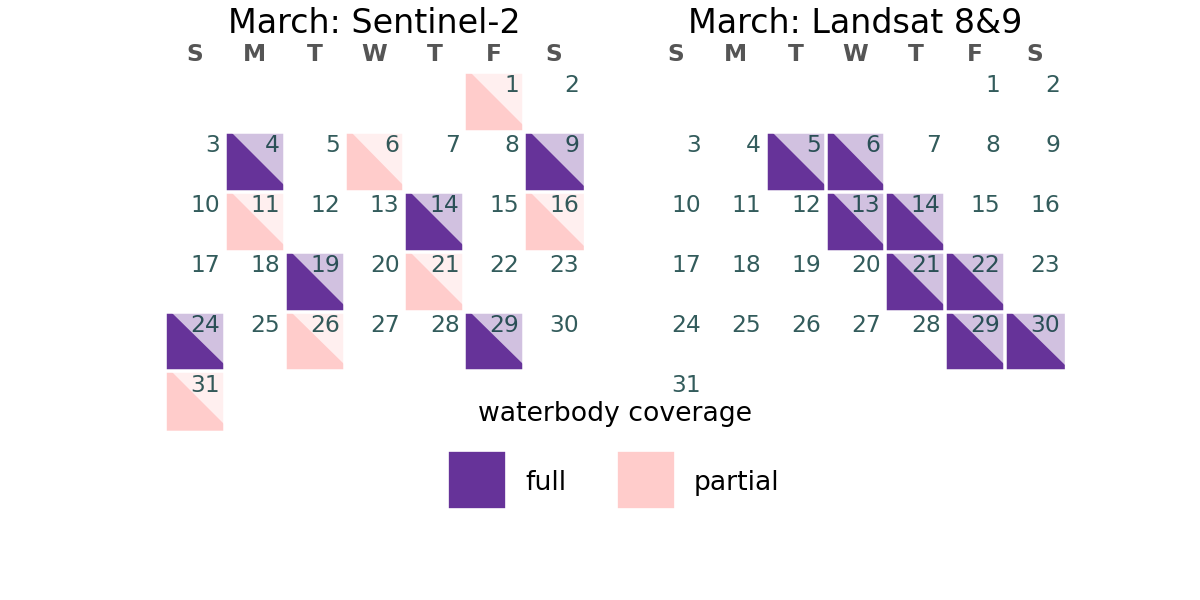 March: Sentinel-2
S M T W T F S
1 2
3 4 5 6 7 8 9
10 11 12 13 14 15 16
17 18 19 20 21 22 23
24 25 26 27 28 29 30
31
March: Landsat 8&9
S M T W T F S
1 2
3 4 5 6 7 8 9
10 11 12 13 14 15 16
17 18 19 20 21 22 23
24 25 26 27 28 29 30
31
waterbody coverage
full partial